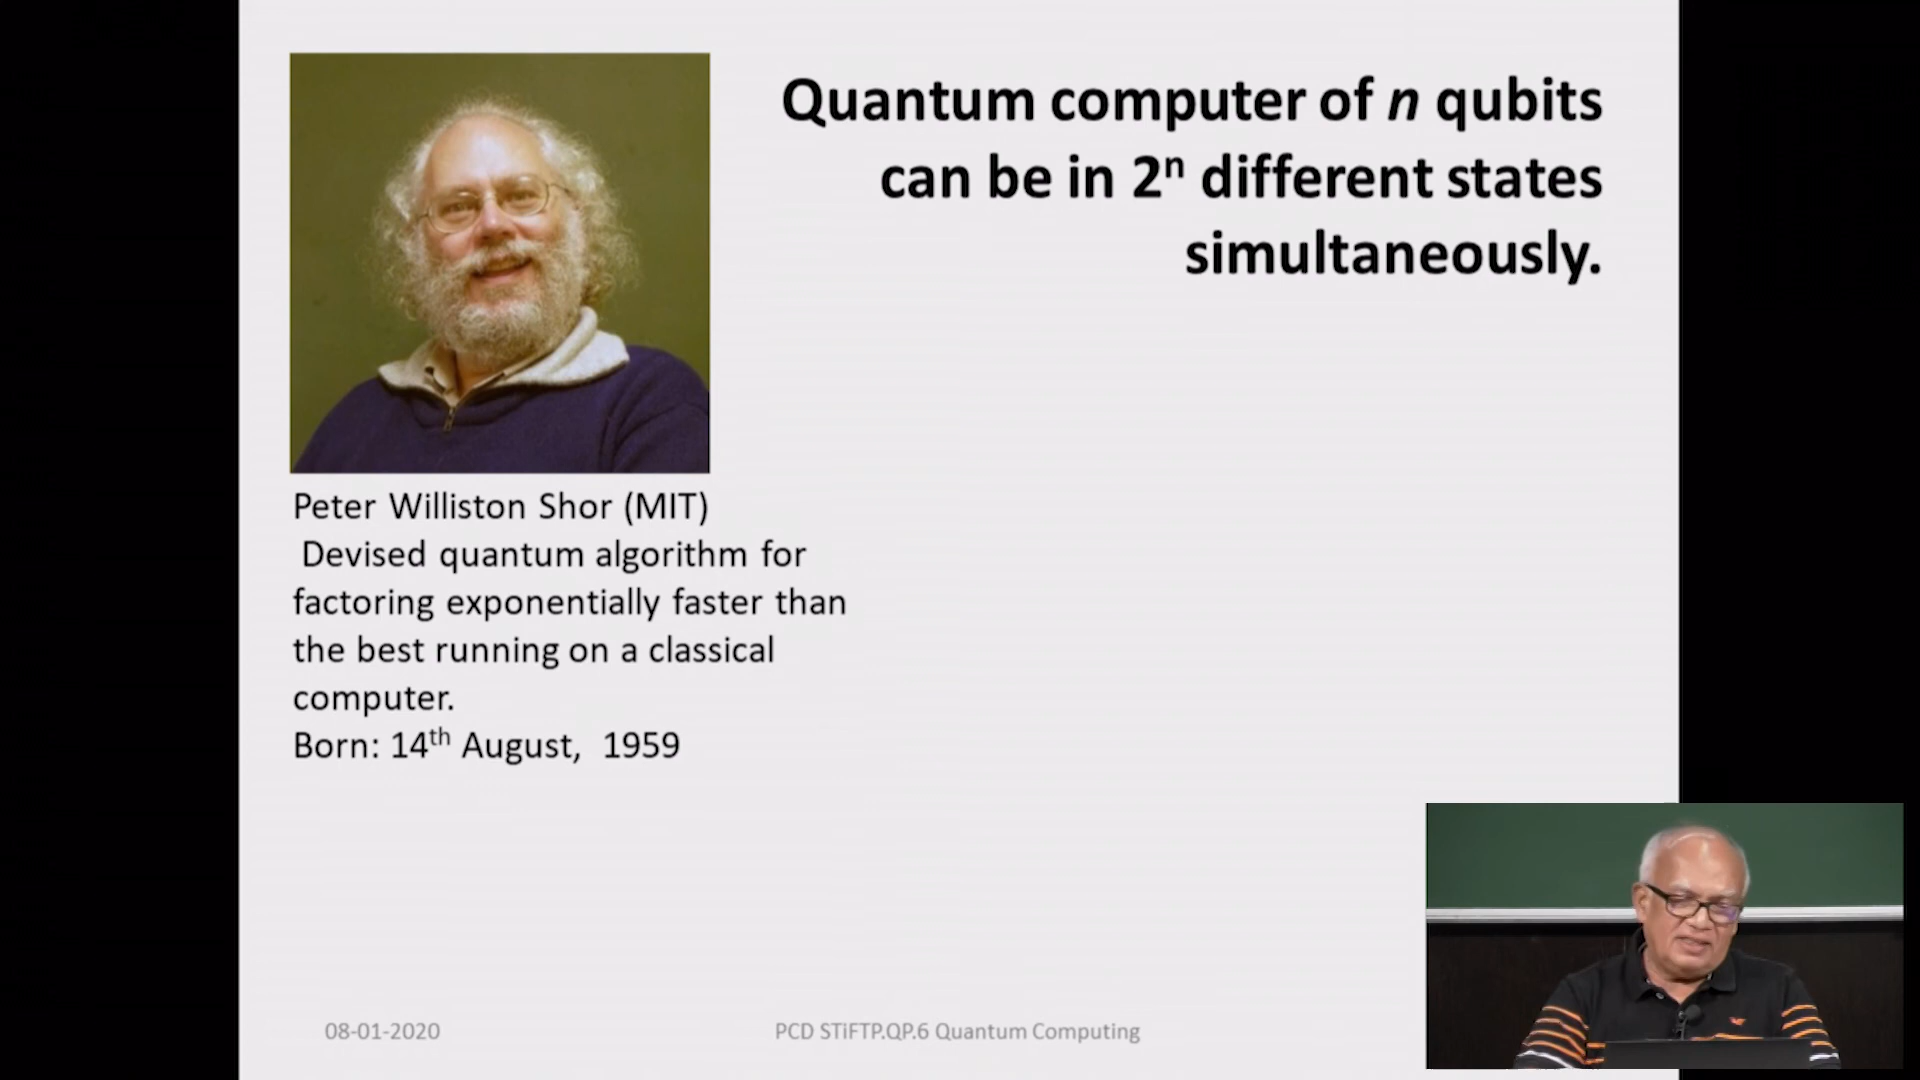 Quantum computer of n qubits
can be in 2ⁿ different states
simultaneously.
Peter Williston Shor (MIT)
Devised quantum algorithm for
factoring exponentially faster than
the best running on a classical
computer.
Born: 14th August, 1959
08-01-2020
PCD STiFTP.QP.6 Quantum Computing